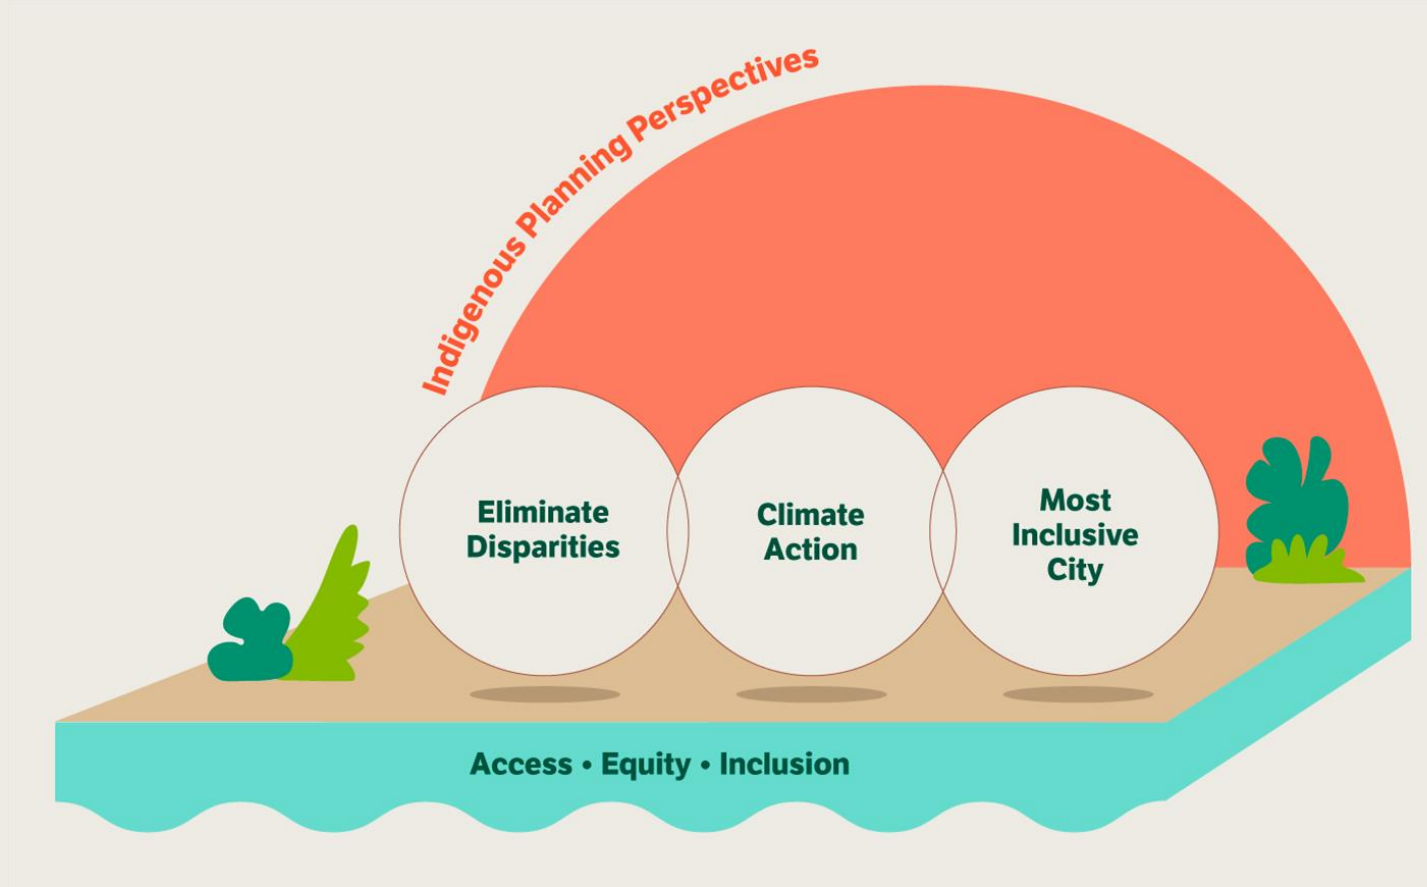 Indigenous Planning Perspectives
Eliminate
Disparities
Climate
Action
Most
Inclusive
City
Access • Equity • Inclusion